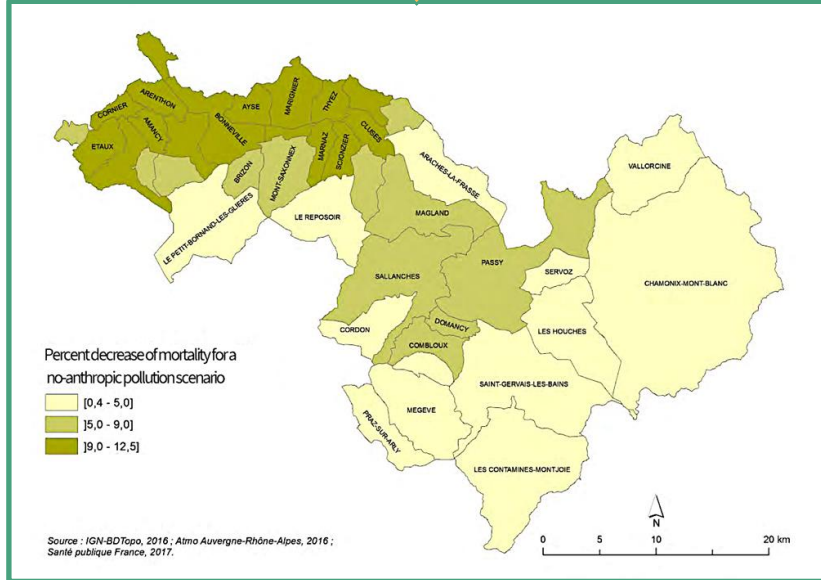 CORNIER
ARENTHON
AYSE
MARIGNIER
THYEZ
ETAUX
AMANCY
BONNEVILLE
MARNAZ
SCIONZIER
CLUSES
BRIZON
MONT-SAXONNEX
ARACHES-LA-FRASSE
VALLORCINE
LE PETIT-BORNAND-LES-GLIERES
LE REPOSOIR
MAGLAND
SALLANCHES
PASSY
SERVOZ
CHAMONIX-MONT-BLANC
CORDON
DOMANCY
COMBLOUX
LES HOUCHES
SAINT-GERVAIS-LES-BAINS
MEGEVE
PRAZ-SUR-ARLY
LES CONTAMINES-MONTJOIE
Percent decrease of mortality for a
no-anthropic pollution scenario
[0,4 - 5,0]
]5,0 - 9,0]
]9,0 - 12,5]
Source : IGN-BDTopo, 2016 ; Atmo Auvergne-Rhône-Alpes, 2016 ;
Santé publique France, 2017.
N
0 5 10 20 km